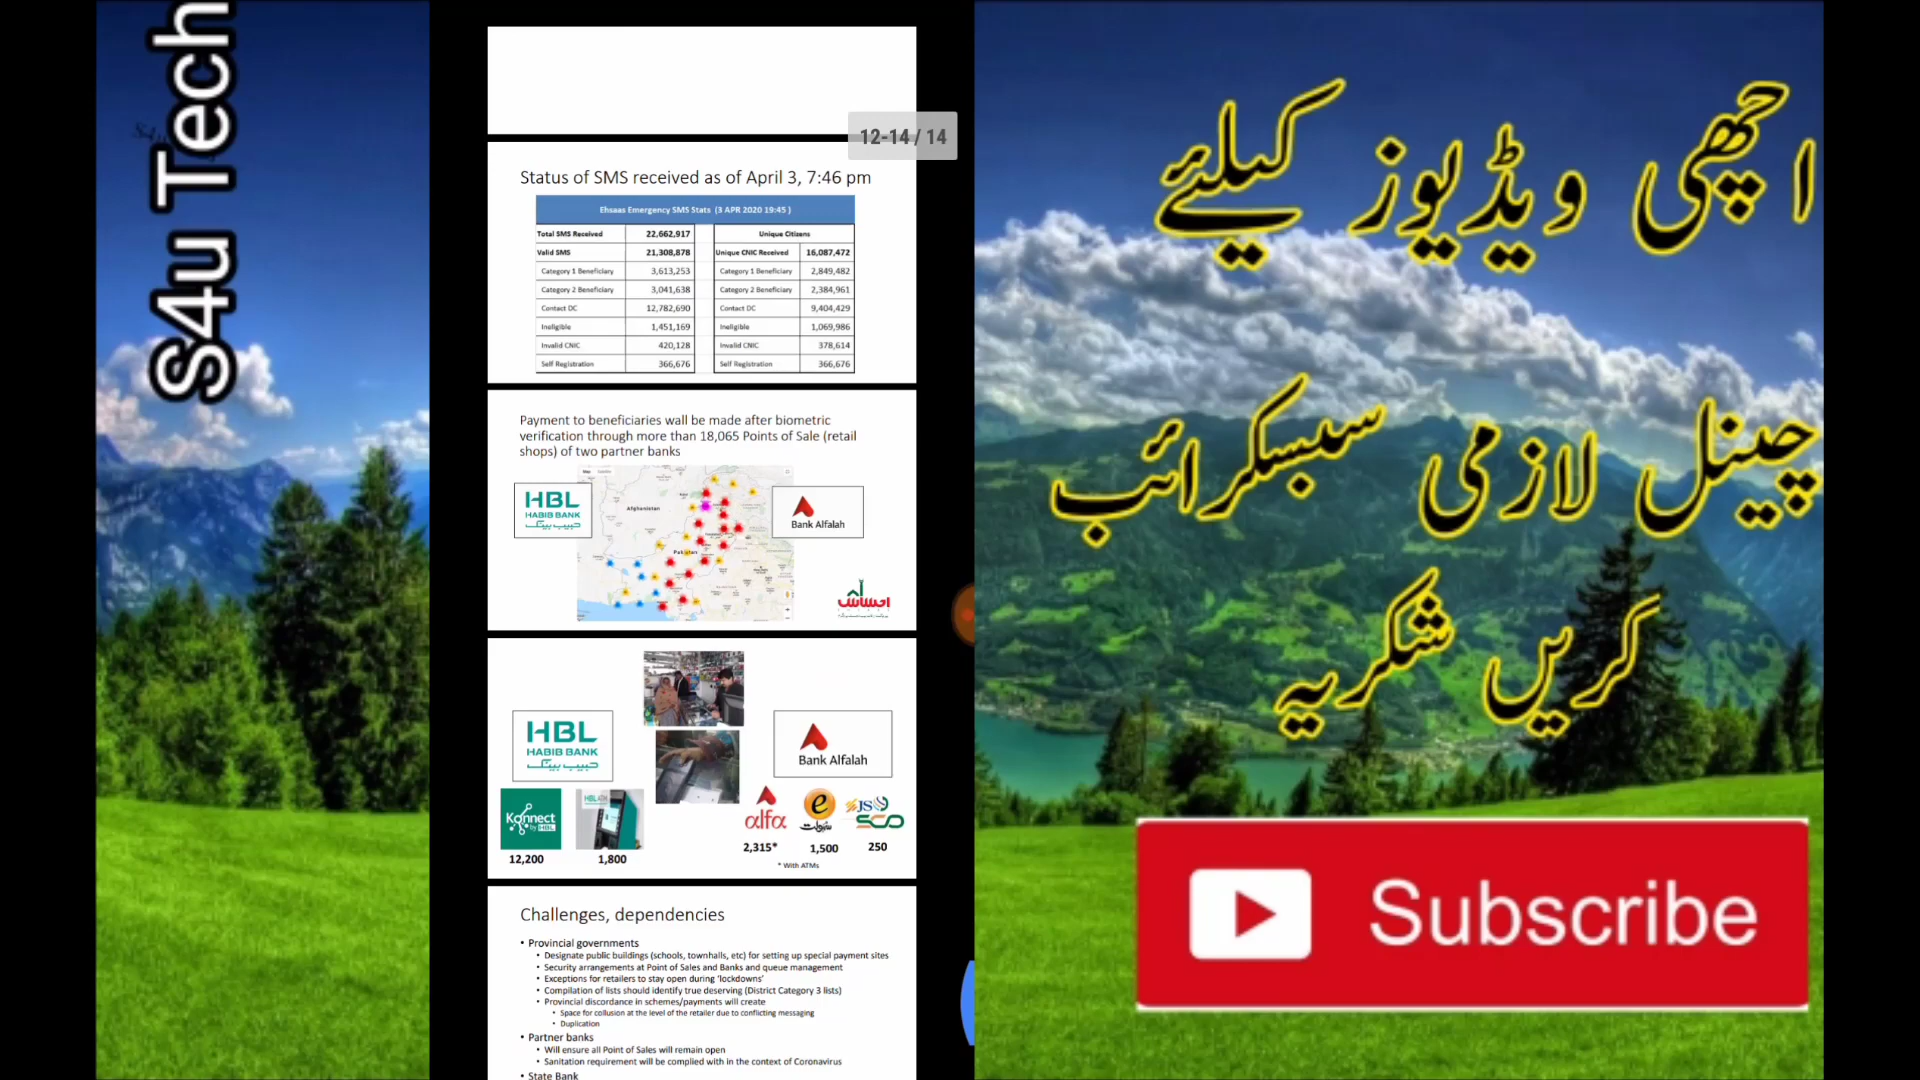 S4u Tech
12-14 / 14
Status of SMS received as of April 3, 7:46 pm
Ehsaas Emergency SMS Stats (3 APR 2020 19:45 )
Total SMS Received 22,662,917 Unique Citizens
Valid SMS 21,308,878 Unique CNIC Received 16,087,472
Category 1 Beneficiary 3,613,253 Category 1 Beneficiary 2,849,482
Category 2 Beneficiary 3,041,638 Category 2 Beneficiary 2,384,961
Contact DC 12,782,690 Contact DC 9,404,429
Ineligible 1,451,169 Ineligible 1,069,986
Invalid CNIC 420,128 Invalid CNIC 378,614
Self Registration 366,676 Self Registration 366,676
Payment to beneficiaries wall be made after biometric
verification through more than 18,065 Points of Sale (retail
shops) of two partner banks
HBL
HABIB BANK
حبیب بینک
Afghanistan
Pakistan
Bank Alfalah
احساس
HBL
HABIB BANK
حبیب بینک
Bank Alfalah
Konnect
by HBL
HBL ATM
alfa
e
سہولت
JS
SCO
12,200 1,800 2,315* 1,500 250
* With ATMs
Challenges, dependencies
• Provincial governments
• Designate public buildings (schools, townhalls, etc) for setting up special payment sites
• Security arrangements at Point of Sales and Banks and queue management
• Exceptions for retailers to stay open during ‘lockdowns’
• Compilation of lists should identify true deserving (District Category 3 lists)
• Provincial discordance in schemes/payments will create
• Space for collusion at the level of the retailer due to conflicting messaging
• Duplication
• Partner banks
• Will ensure all Point of Sales will remain open
• Sanitation requirement will be complied with in the context of Coronavirus
• State Bank
اچھی ویڈیوز کیلئے
چینل لازمی سبسکرائب
کریں شکریہ
Subscribe